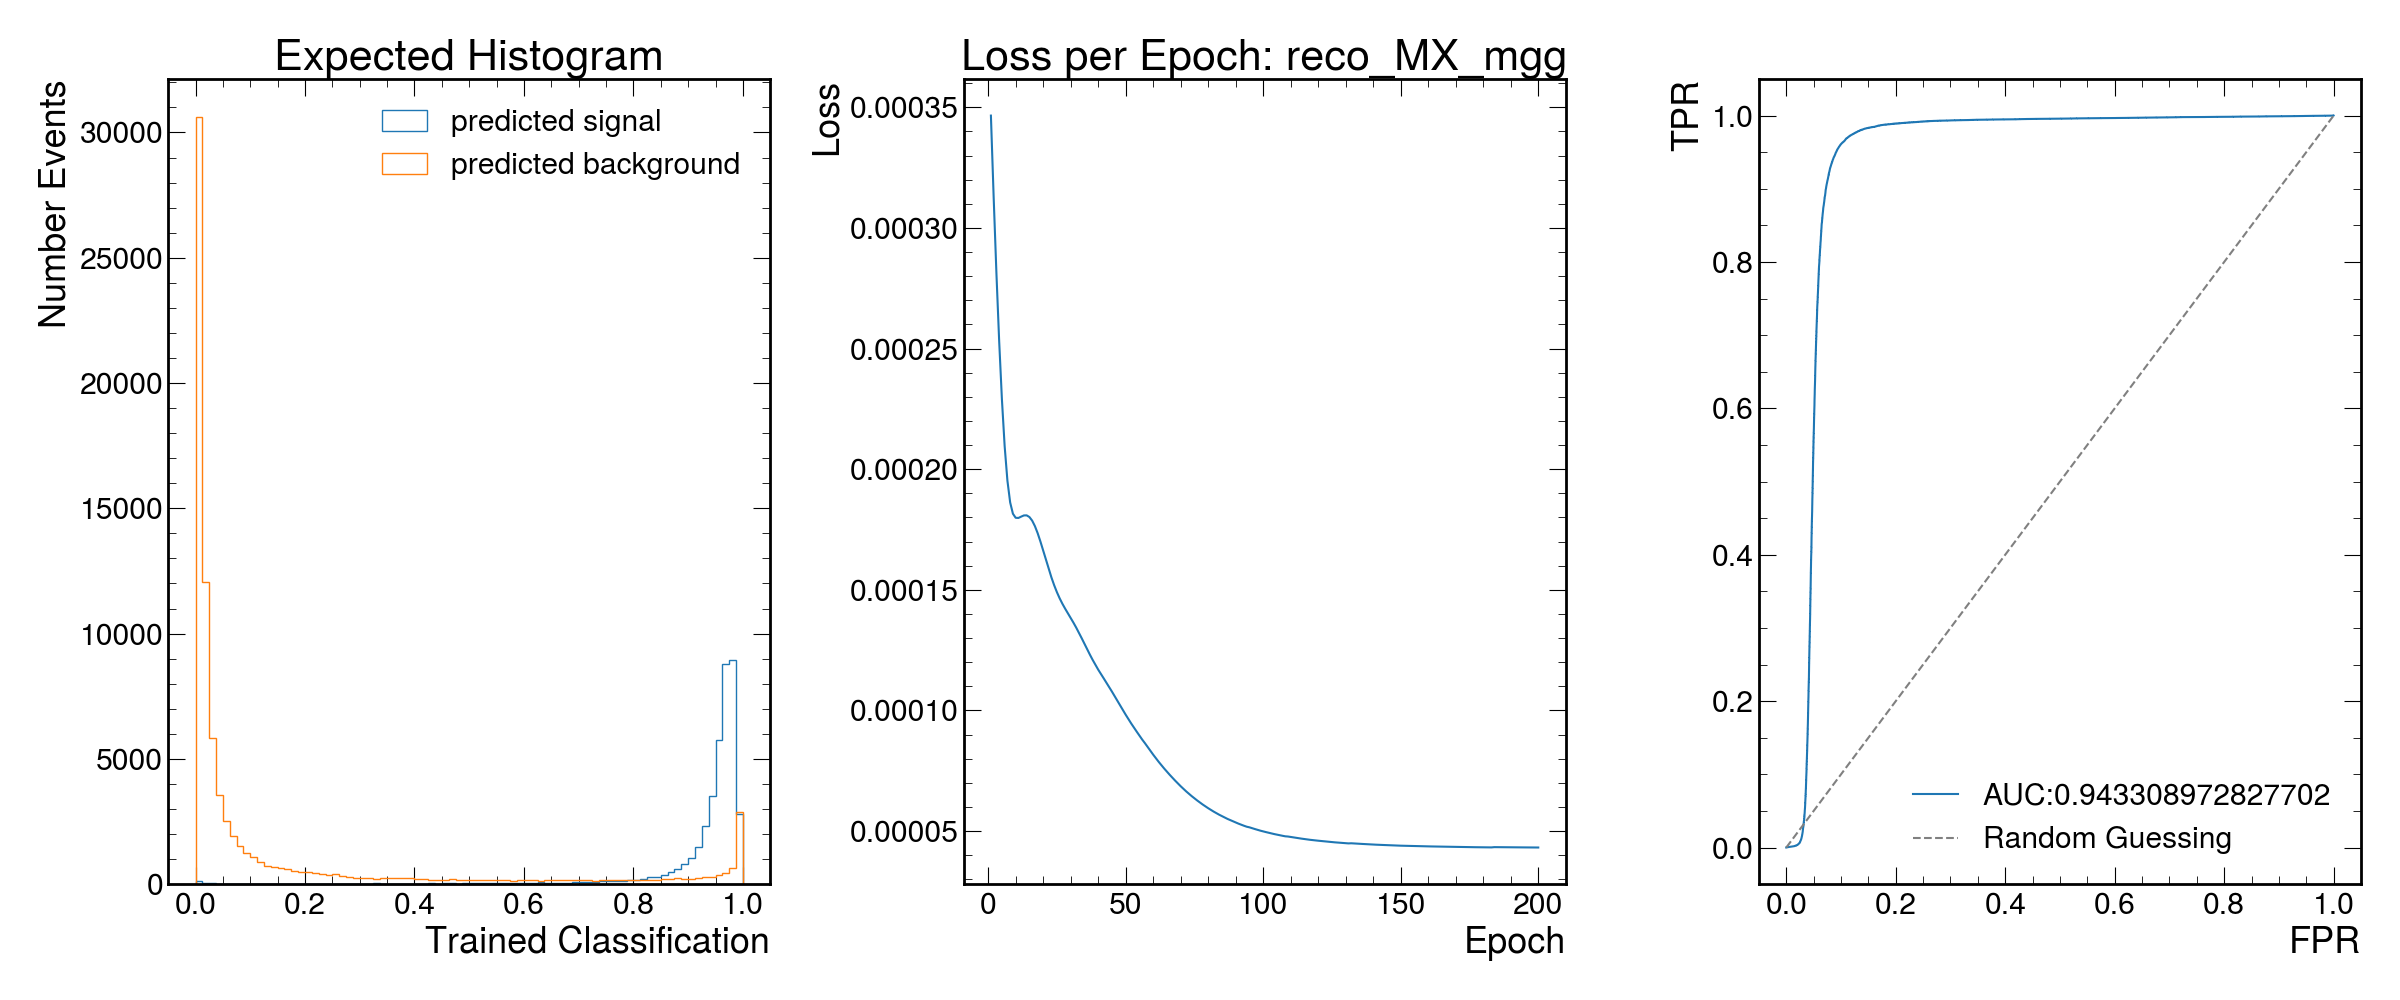 Expected Histogram
Number Events
30000
25000
20000
15000
10000
5000
0
predicted signal
predicted background
0.0 0.2 0.4 0.6 0.8 1.0
Trained Classification
Loss per Epoch: reco_MX_mgg
Loss
0.00035
0.00030
0.00025
0.00020
0.00015
0.00010
0.00005
0 50 100 150 200
Epoch
TPR
1.0
0.8
0.6
0.4
0.2
0.0
AUC:0.943308972827702
Random Guessing
0.0 0.2 0.4 0.6 0.8 1.0
FPR